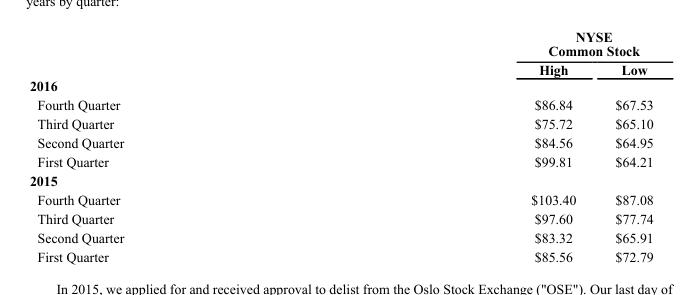 years by quarter:
NYSE
Common Stock
High Low
2016
Fourth Quarter $86.84 $67.53
Third Quarter $75.72 $65.10
Second Quarter $84.56 $64.95
First Quarter $99.81 $64.21
2015
Fourth Quarter $103.40 $87.08
Third Quarter $97.60 $77.74
Second Quarter $83.32 $65.91
First Quarter $85.56 $72.79
In 2015, we applied for and received approval to delist from the Oslo Stock Exchange ("OSE"). Our last day of